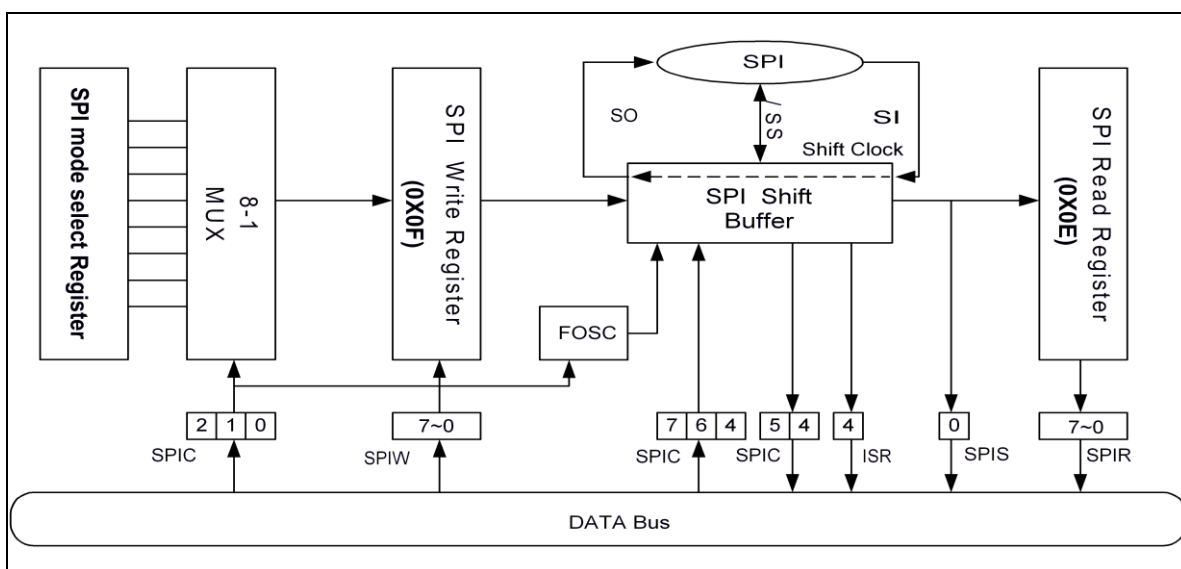 SPI mode select Register
8-1
MUX
SPI Write Register
(0X0F)
SPI
SO
/ SS
SI
Shift Clock
SPI Shift
Buffer
SPI Read Register
(0X0E)
FOSC
2 1 0
SPIC
7~0
SPIW
7 6 4
SPIC
5 4
SPIC
4
ISR
0
SPIS
7~0
SPIR
DATA Bus